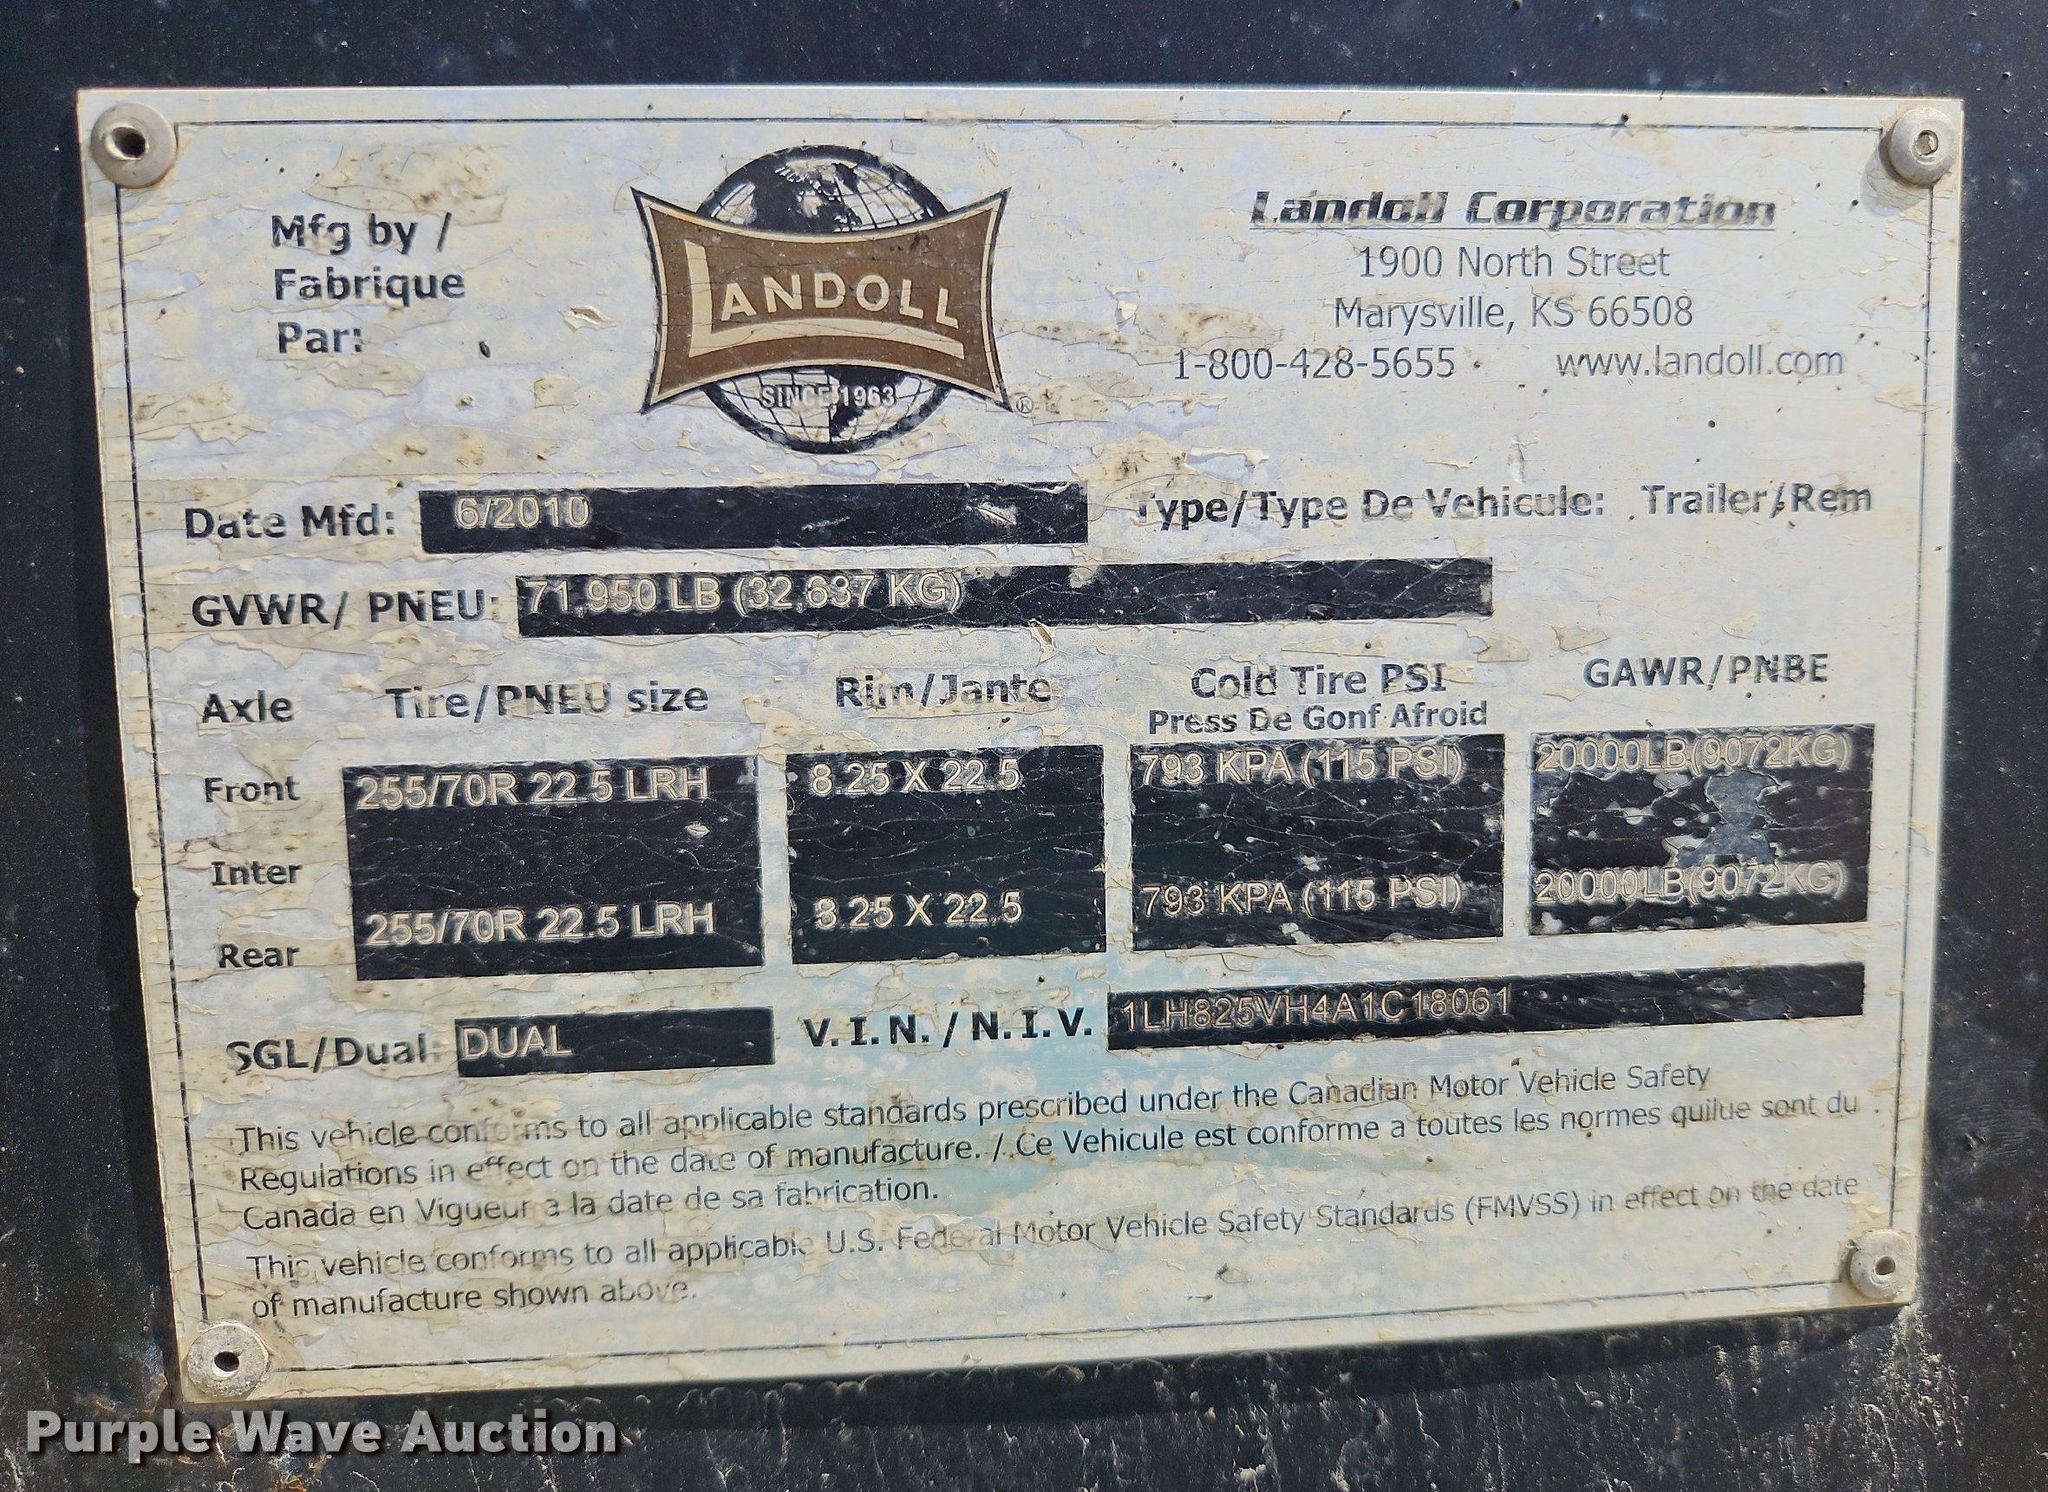 Mfg by /
Fabrique
Par:
LANDOLL
SINCE 1963
®
Landoll Corporation
1900 North Street
Marysville, KS 66508
1-800-428-5655 www.landoll.com
Date Mfd: 6/2010 Type/Type De Vehicule: Trailer/Rem
GVWR/ PNEU: 71,950 LB (32,637 KG)
Axle Tire/PNEU size Rim/Jante Cold Tire PSI GAWR/PNBE
Press De Gonf Afroid
Front 255/70R 22.5 LRH 8.25 X 22.5 793 KPA (115 PSI) 20000LB(9072KG)
Inter
Rear 255/70R 22.5 LRH 8.25 X 22.5 793 KPA (115 PSI) 20000LB(9072KG)
SGL/Dual: DUAL V.I.N./N.I.V. 1LH825VH4A1C18061
This vehicle conforms to all applicable standards prescribed under the Canadian Motor Vehicle Safety
Regulations in effect on the date of manufacture. / Ce Vehicule est conforme a toutes les normes quilue sont du
Canada en Vigueur a la date de sa fabrication.
This vehicle conforms to all applicable U.S. Federal Motor Vehicle Safety Standards (FMVSS) in effect on the date
of manufacture shown above.
Purple Wave Auction